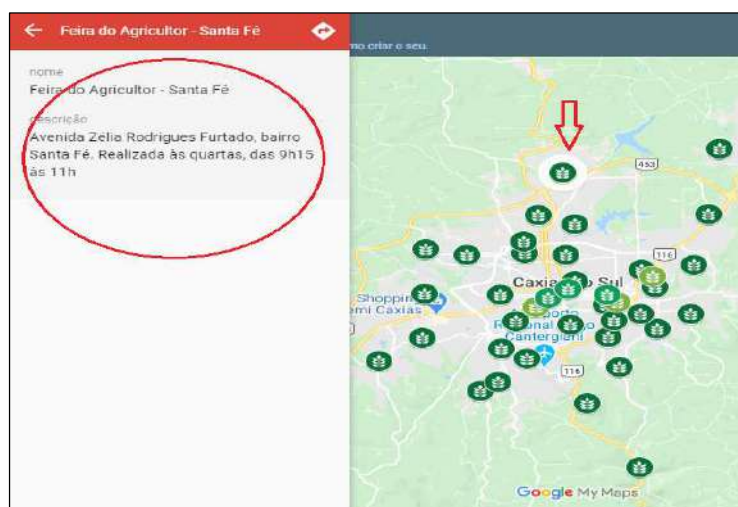 Feira do Agricultor - Santa Fé
mo criar o seu.
nome
Feira do Agricultor - Santa Fé
descrição
Avenida Zélia Rodrigues Furtado, bairro
Santa Fé. Realizada às quartas, das 9h15
às 11h
453
116
Caxias do Sul
Shopping
Caxias
Cantergiani
116
Google My Maps